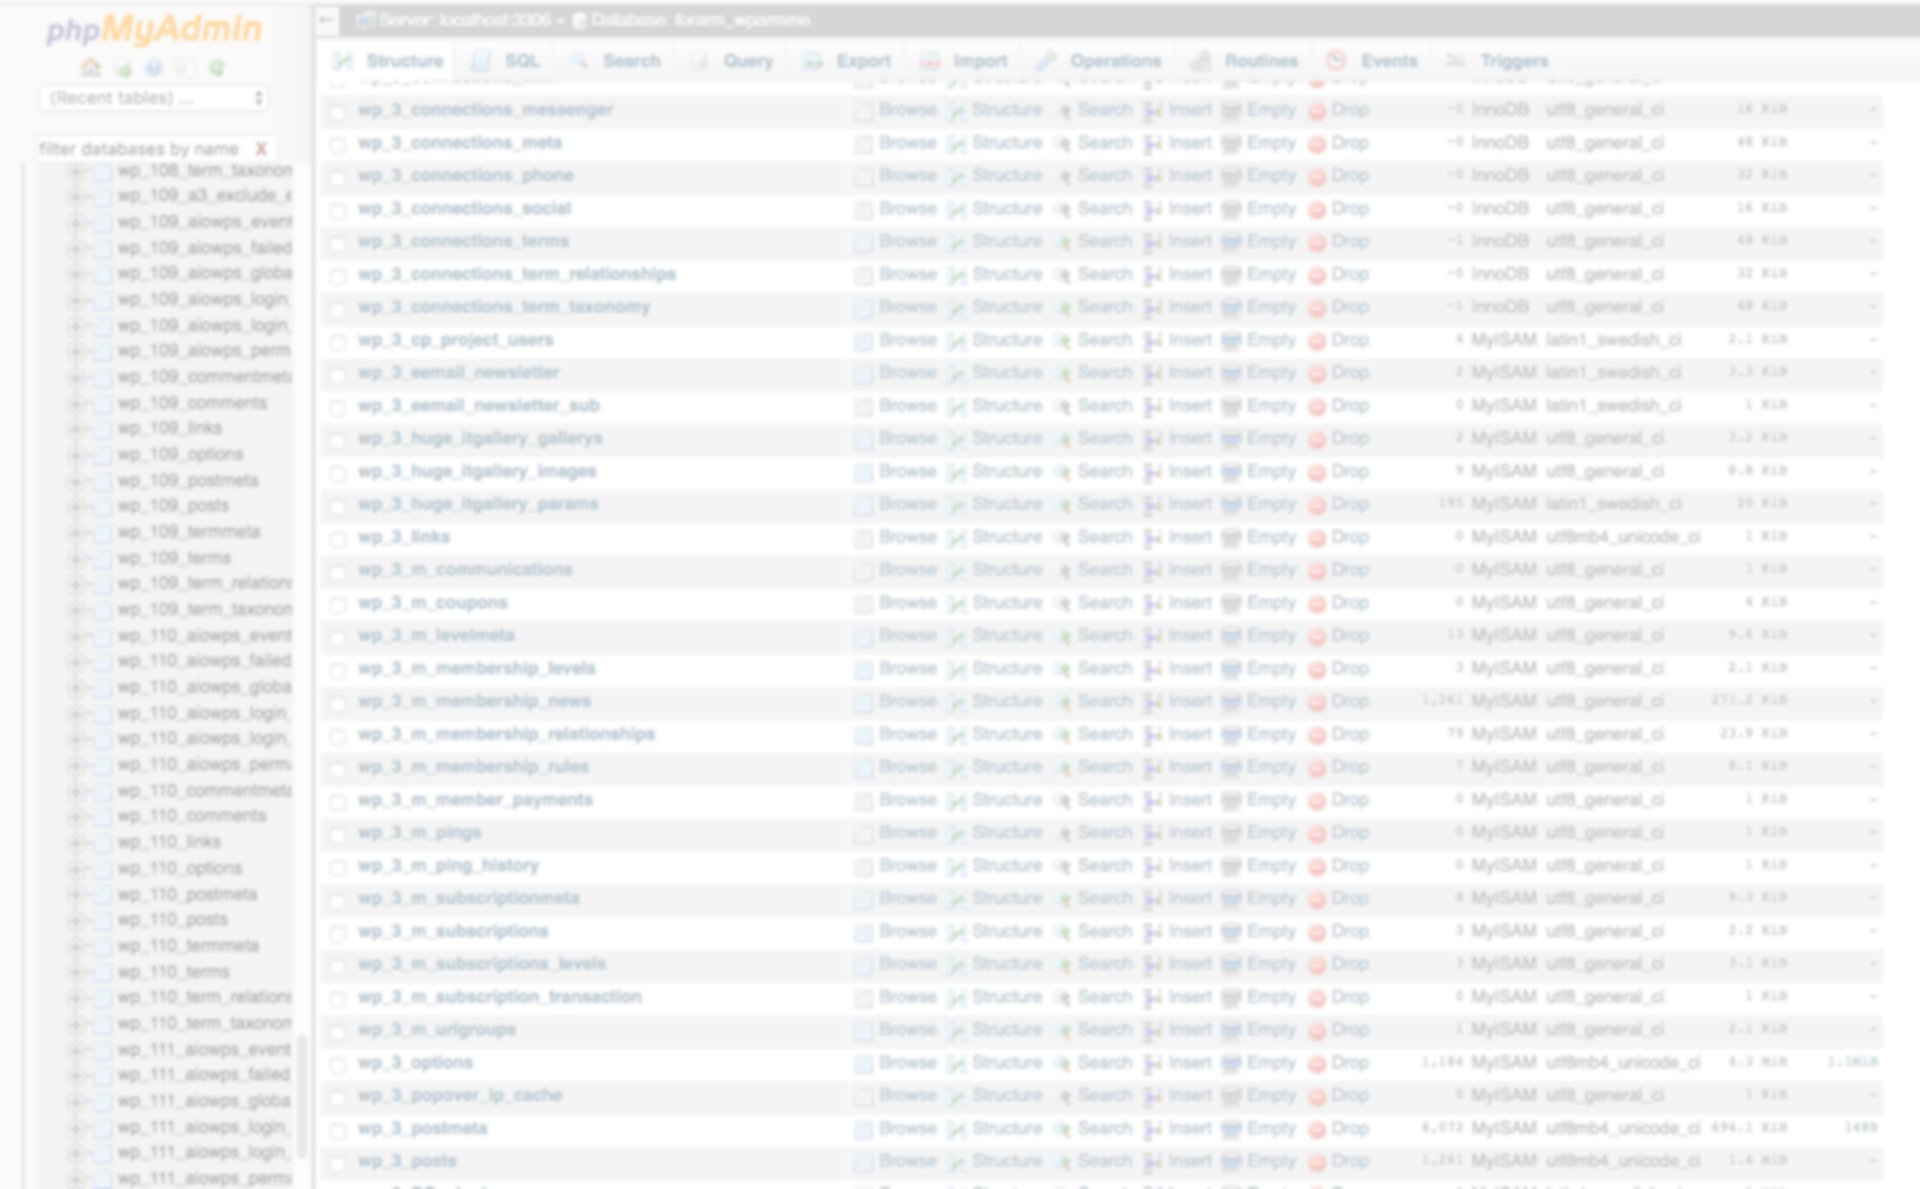 phpMyAdmin
(Recent tables) ...
filter databases by name X
wp_108_term_taxonon
wp_109_a3_exclude_e
wp_109_aiowps_event
wp_109_aiowps_failed
wp_109_aiowps_globa
wp_109_aiowps_login_
wp_109_aiowps_login_
wp_109_aiowps_perm
wp_109_commentmeta
wp_109_comments
wp_109_links
wp_109_options
wp_109_postmeta
wp_109_posts
wp_109_termmeta
wp_109_terms
wp_109_term_relation
wp_109_term_taxonon
wp_110_aiowps_event
wp_110_aiowps_failed
wp_110_aiowps_globa
wp_110_aiowps_login_
wp_110_aiowps_login_
wp_110_aiowps_perm
wp_110_commentmeta
wp_110_comments
wp_110_links
wp_110_options
wp_110_postmeta
wp_110_posts
wp_110_termmeta
wp_110_terms
wp_110_term_relations
wp_110_term_taxonon
wp_111_aiowps_event
wp_111_aiowps_failed
wp_111_aiowps_globa
wp_111_aiowps_login_
wp_111_aiowps_login_
wp_111_aiowps_perm
Server: localhost:3306 » Database:
Structure SQL Search Query Export Import Operations Routines Events Triggers
wp_3_connections_messenger Browse Structure Search Insert Empty Drop ~0 InnoDB utf8_general_ci 16 KiB -
wp_3_connections_meta Browse Structure Search Insert Empty Drop ~0 InnoDB utf8_general_ci 48 KiB -
wp_3_connections_phone Browse Structure Search Insert Empty Drop ~0 InnoDB utf8_general_ci 32 KiB -
wp_3_connections_social Browse Structure Search Insert Empty Drop ~0 InnoDB utf8_general_ci 16 KiB -
wp_3_connections_terms Browse Structure Search Insert Empty Drop ~1 InnoDB utf8_general_ci 48 KiB -
wp_3_connections_term_relationships Browse Structure Search Insert Empty Drop ~0 InnoDB utf8_general_ci 32 KiB -
wp_3_connections_term_taxonomy Browse Structure Search Insert Empty Drop ~1 InnoDB utf8_general_ci 48 KiB -
wp_3_cp_project_users Browse Structure Search Insert Empty Drop 4 MyISAM latin1_swedish_ci 2.1 KiB -
wp_3_eemail_newsletter Browse Structure Search Insert Empty Drop 2 MyISAM latin1_swedish_ci 3.3 KiB -
wp_3_eemail_newsletter_sub Browse Structure Search Insert Empty Drop 0 MyISAM latin1_swedish_ci 1 KiB -
wp_3_huge_itgallery_gallerys Browse Structure Search Insert Empty Drop 2 MyISAM utf8_general_ci 3.2 KiB -
wp_3_huge_itgallery_images Browse Structure Search Insert Empty Drop 9 MyISAM utf8_general_ci 8.8 KiB -
wp_3_huge_itgallery_params Browse Structure Search Insert Empty Drop 195 MyISAM latin1_swedish_ci 20 KiB -
wp_3_links Browse Structure Search Insert Empty Drop 0 MyISAM utf8mb4_unicode_ci 1 KiB -
wp_3_m_communications Browse Structure Search Insert Empty Drop 0 MyISAM utf8_general_ci 1 KiB -
wp_3_m_coupons Browse Structure Search Insert Empty Drop 0 MyISAM utf8_general_ci 4 KiB -
wp_3_m_levelmeta Browse Structure Search Insert Empty Drop 13 MyISAM utf8_general_ci 9.6 KiB -
wp_3_m_membership_levels Browse Structure Search Insert Empty Drop 3 MyISAM utf8_general_ci 2.1 KiB -
wp_3_m_membership_news Browse Structure Search Insert Empty Drop 1,261 MyISAM utf8_general_ci 271.2 KiB -
wp_3_m_membership_relationships Browse Structure Search Insert Empty Drop 79 MyISAM utf8_general_ci 23.9 KiB -
wp_3_m_membership_rules Browse Structure Search Insert Empty Drop 7 MyISAM utf8_general_ci 8.1 KiB -
wp_3_m_member_payments Browse Structure Search Insert Empty Drop 0 MyISAM utf8_general_ci 1 KiB -
wp_3_m_pings Browse Structure Search Insert Empty Drop 0 MyISAM utf8_general_ci 1 KiB -
wp_3_m_ping_history Browse Structure Search Insert Empty Drop 0 MyISAM utf8_general_ci 1 KiB -
wp_3_m_subscriptionmeta Browse Structure Search Insert Empty Drop 8 MyISAM utf8_general_ci 9.3 KiB -
wp_3_m_subscriptions Browse Structure Search Insert Empty Drop 3 MyISAM utf8_general_ci 2.2 KiB -
wp_3_m_subscriptions_levels Browse Structure Search Insert Empty Drop 3 MyISAM utf8_general_ci 3.1 KiB -
wp_3_m_subscription_transaction Browse Structure Search Insert Empty Drop 0 MyISAM utf8_general_ci 1 KiB -
wp_3_m_urlgroups Browse Structure Search Insert Empty Drop 1 MyISAM utf8_general_ci 2.1 KiB -
wp_3_options Browse Structure Search Insert Empty Drop 1,184 MyISAM utf8mb4_unicode_ci 6.3 MiB 1.1MiB
wp_3_popover_ip_cache Browse Structure Search Insert Empty Drop 0 MyISAM utf8_general_ci 1 KiB -
wp_3_postmeta Browse Structure Search Insert Empty Drop 6,072 MyISAM utf8mb4_unicode_ci 694.1 KiB 148B
wp_3_posts Browse Structure Search Insert Empty Drop 1,261 MyISAM utf8mb4_unicode_ci 1.4 MiB -